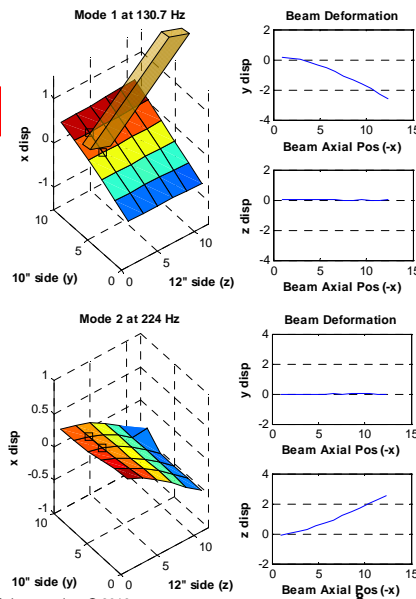 Mode 1 at 130.7 Hz
1
0
-1
x disp
10
5
0
0
5
10
10" side (y)
12" side (z)
Beam Deformation
2
0
-2
-4
y disp
0
5
10
15
Beam Axial Pos (-x)
4
2
0
-2
-4
z disp
0
5
10
15
Beam Axial Pos (-x)
Mode 2 at 224 Hz
1
0.5
0
-0.5
-1
x disp
10
5
0
0
5
10
10" side (y)
12" side (z)
Beam Deformation
4
2
0
-2
y disp
0
5
10
15
Beam Axial Pos (-x)
4
2
0
-2
z disp
0
5
10
15
Beam Axial Pos (-x)